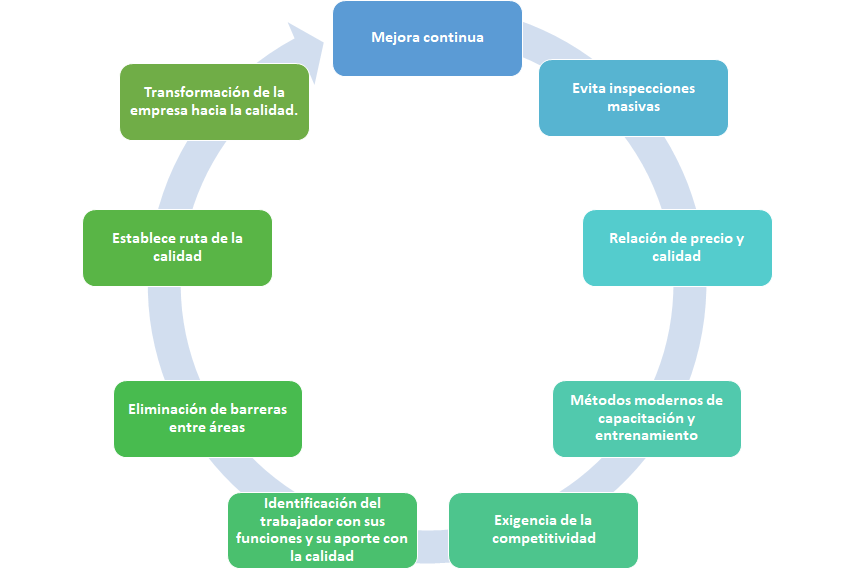 Mejora continua
Evita inspecciones
masivas
Relación de precio y
calidad
Métodos modernos de
capacitación y
entrenamiento
Exigencia de la
competitividad
Identificación del
trabajador con sus
funciones y su aporte con
la calidad
Eliminación de barreras
entre áreas
Establece ruta de la
calidad
Transformación de la
empresa hacia la calidad.